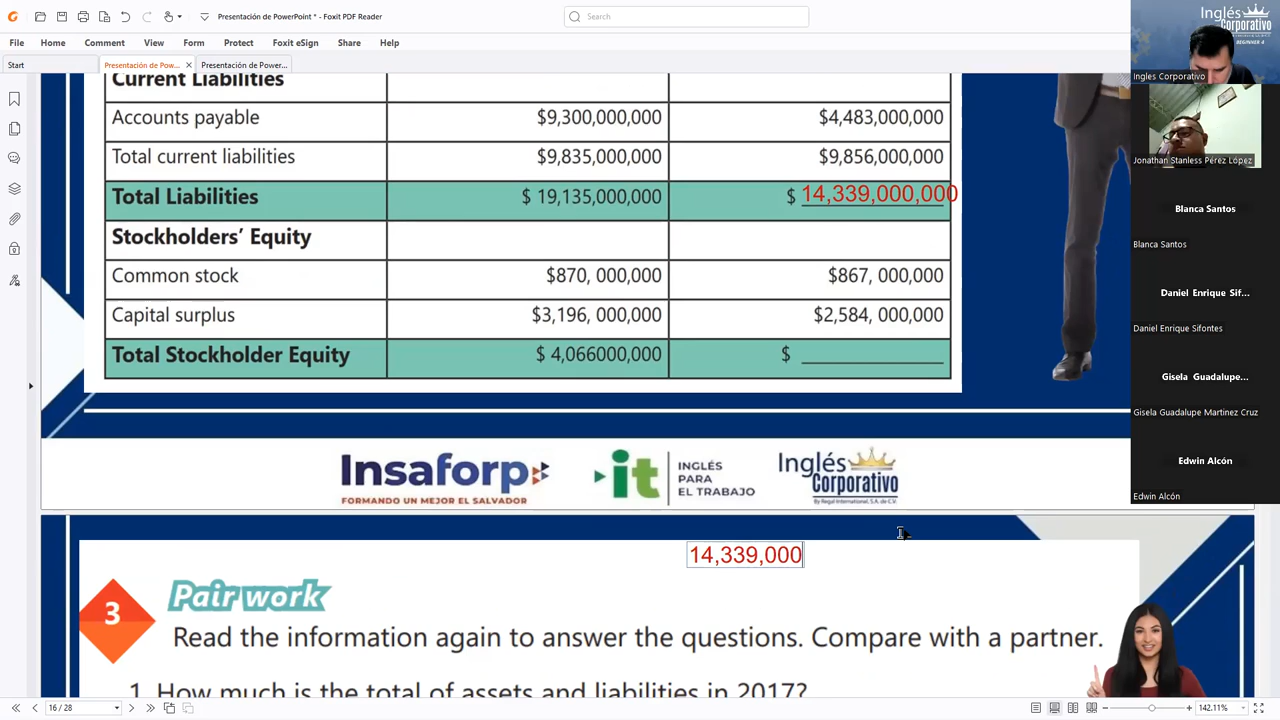 Presentación de PowerPoint * - Foxit PDF Reader
Search
File Home Comment View Form Protect Foxit eSign Share Help
Start
Presentación de Pow...
Presentación de Power...
Current Liabilities
Accounts payable $9,300,000,000 $4,483,000,000
Total current liabilities $9,835,000,000 $9,856,000,000
Total Liabilities $ 19,135,000,000 $ 14,339,000,000
Stockholders’ Equity
Common stock $870, 000,000 $867, 000,000
Capital surplus $3,196, 000,000 $2,584, 000,000
Total Stockholder Equity $ 4,066000,000 $ ______________
Insaforp
FORMANDO UN MEJOR EL SALVADOR
it
INGLÉS
PARA
EL TRABAJO
Inglés
Corporativo
By Regal International, S.A. de C.V.
14,339,000
3
Pair work
Read the information again to answer the questions. Compare with a partner.
1. How much is the total of assets and liabilities in 2017?
16 / 28
142.11%
Inglés
Corporativo
BEGINNER 4
Ingles Corporativo
Jonathan Stanless Pérez López
Blanca Santos
Blanca Santos
Daniel Enrique Sif...
Daniel Enrique Sifontes
Gisela Guadalupe...
Gisela Guadalupe Martinez Cruz
Edwin Alcón
Edwin Alcón